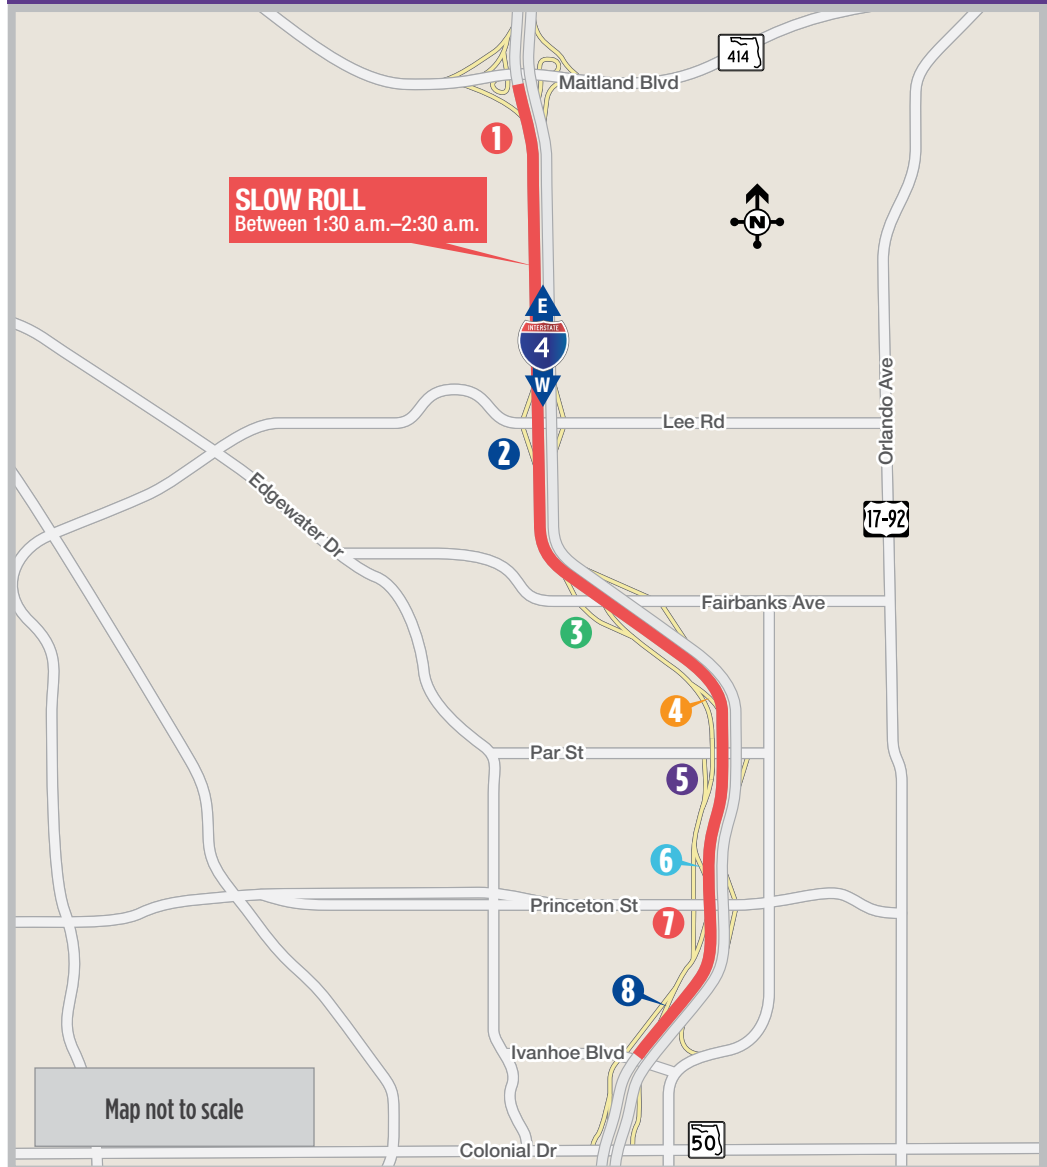 414
Maitland Blvd
1
SLOW ROLL
Between 1:30 a.m.–2:30 a.m.
N
E
INTERSTATE
4
W
Orlando Ave
Lee Rd
2
Edgewater Dr
17-92
Fairbanks Ave
3
4
Par St
5
6
Princeton St
7
8
Ivanhoe Blvd
Map not to scale
50
Colonial Dr